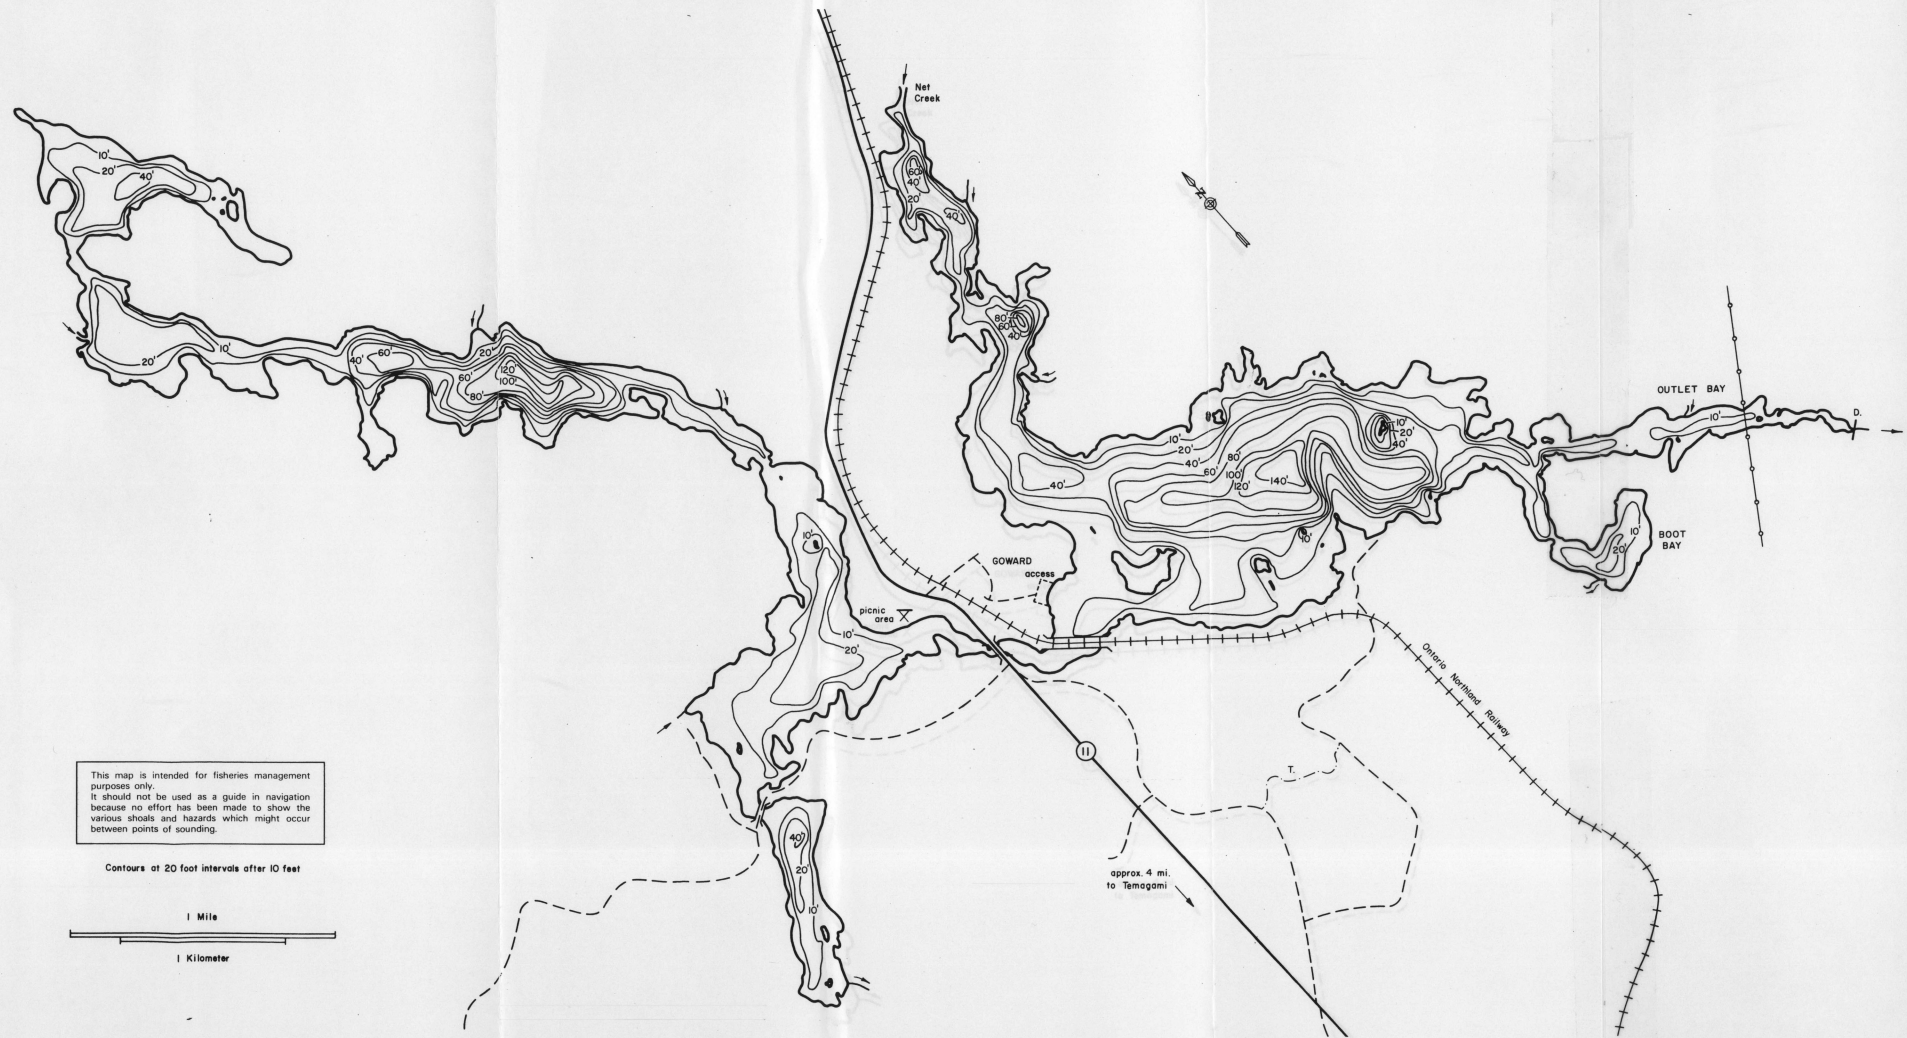 Net
Creek
10'
20'
40'
60'
40'
20'
40'
N
80'
60'
40'
20'
10'
40'
60'
20'
60'
120'
100'
80'
OUTLET BAY
10'
D.
10'
20'
40'
10'
20'
40'
60'
80'
100'
120'
140'
40'
10'
10'
20'
BOOT
BAY
10'
GOWARD
access
picnic
area
10'
20'
Ontario Northland Railway
11
T.
This map is intended for fisheries management
purposes only.
It should not be used as a guide in navigation
because no effort has been made to show the
various shoals and hazards which might occur
between points of sounding.
Contours at 20 foot intervals after 10 feet
1 Mile
1 Kilometer
40'
20'
10'
approx. 4 mi.
to Temagami